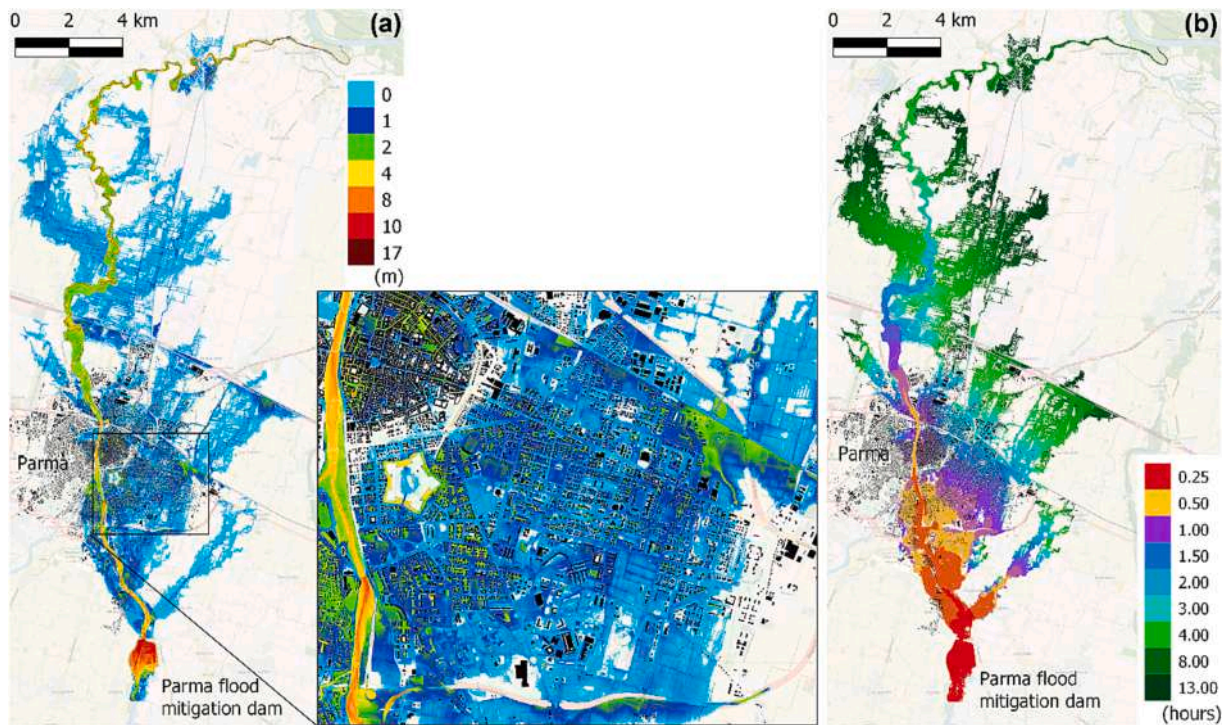 0 2 4 km
(a)
0
1
2
4
8
10
17
(m)
Parma
Parma flood
mitigation dam
0 2 4 km
(b)
Parma
Parma flood
mitigation dam
0.25
0.50
1.00
1.50
2.00
3.00
4.00
8.00
13.00
(hours)